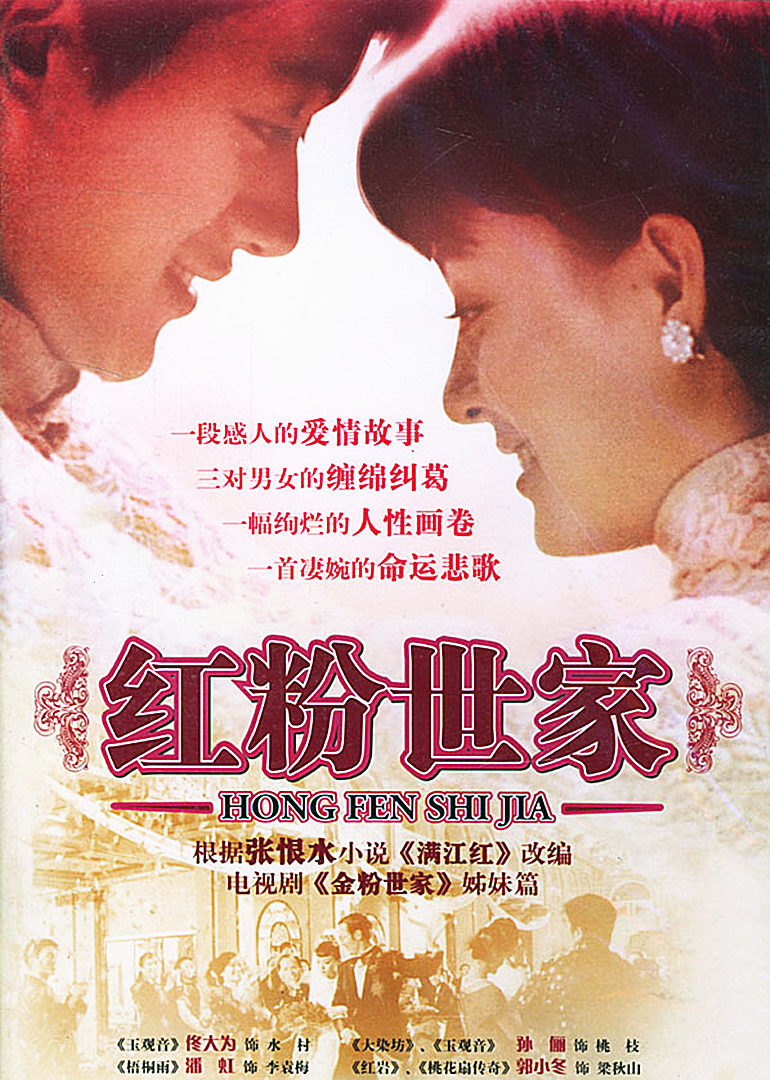 一段感人的爱情故事
三对男女的缠绵纠葛
一幅绚烂的人性画卷
一首凄婉的命运悲歌
红粉世家
HONG FEN SHI JIA
根据张恨水小说《满江红》改编
电视剧《金粉世家》姊妹篇
《玉观音》佟大为 饰 水 村 《大染坊》、《玉观音》 孙 俪 饰 桃 枝
《梧桐雨》潘 虹 饰 李袁梅 《红岩》、《桃花扇传奇》郭小冬 饰 梁秋山